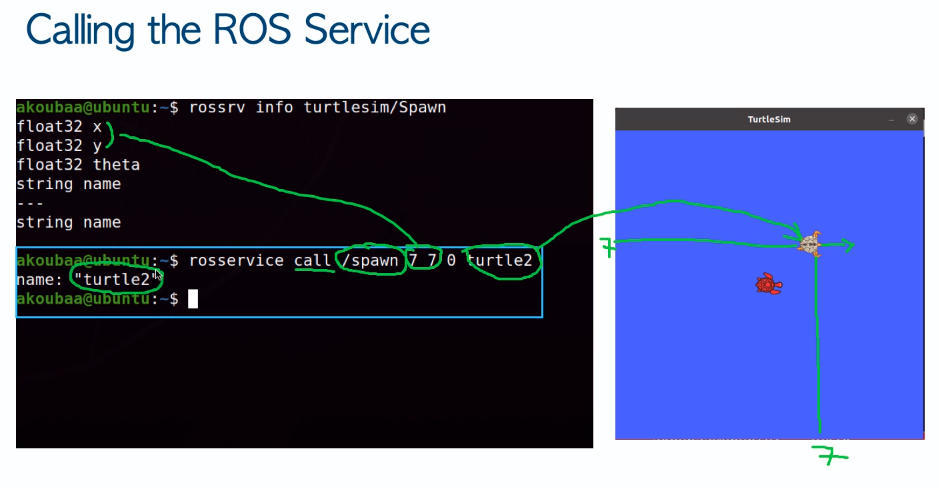 Calling the ROS Service
akoubaa@ubuntu:~$ rossrv info turtlesim/Spawn
float32 x
float32 y
float32 theta
string name
---
string name
akoubaa@ubuntu:~$ rosservice call /spawn 7 7 0 turtle2
name: "turtle2"
akoubaa@ubuntu:~$
TurtleSim
7
7